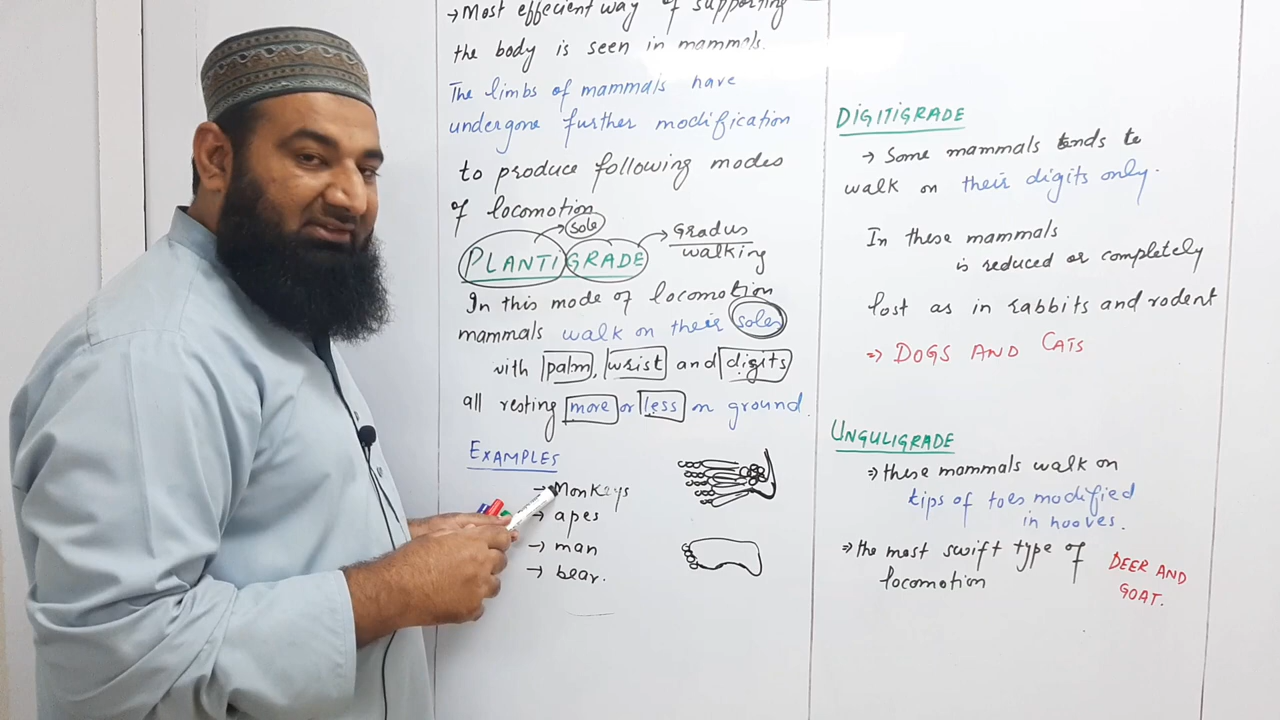 → Most effecient way of supporting
the body is seen in mammals.
The limbs of mammals have
undergone further modification
to produce following modes
of locomotion
sole
Gradus
walking
PLANTIGRADE
In this mode of locomotion
mammals walk on their soles
with palm, wrist and digits
all resting more or less on ground.
EXAMPLES
→ Monkeys
→ apes
→ man
→ bear.
DIGITIGRADE
→ Some mammals tends to
walk on their digits only.
In these mammals
is reduced or completely
lost as in rabbits and rodent
⇒ DOGS AND CATS
UNGULIGRADE
⇒ these mammals walk on
tips of toes modified
in hooves.
⇒ the most swift type of
locomotion
DEER AND
GOAT.